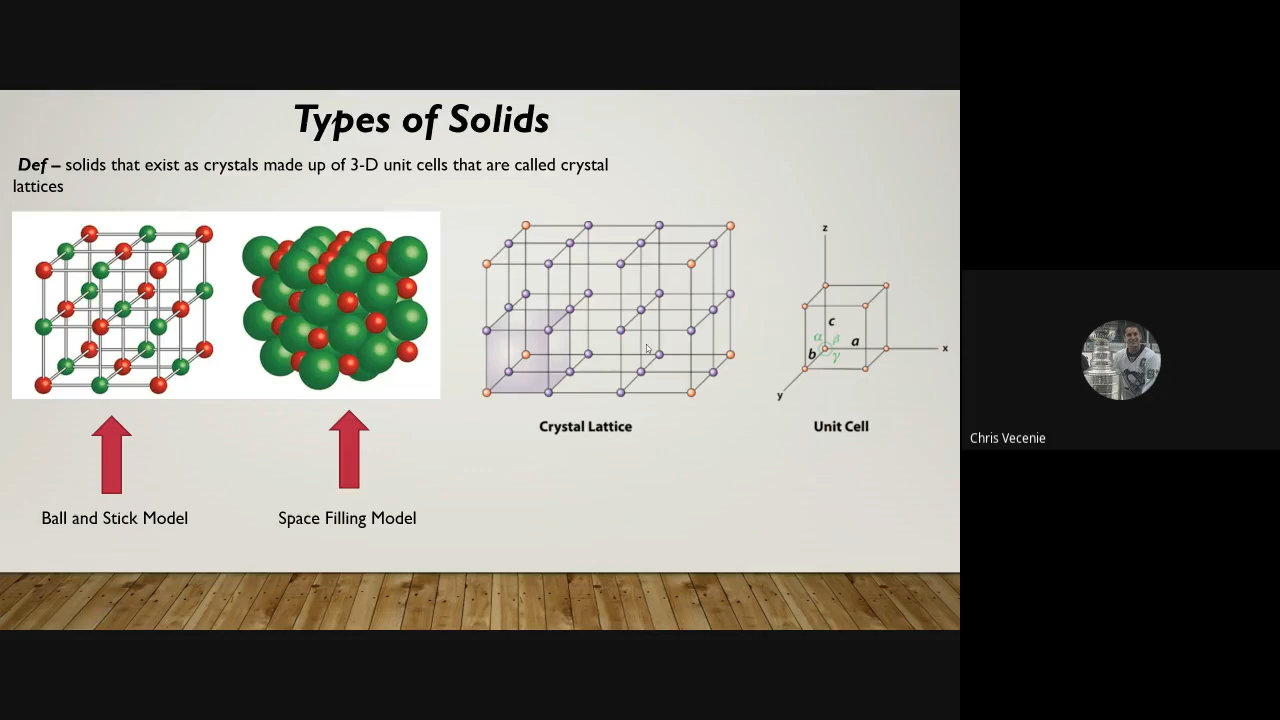 Types of Solids
Def – solids that exist as crystals made up of 3-D unit cells that are called crystal
lattices
z
c
α β
a
b
γ
x
y
Crystal Lattice
Unit Cell
Chris Vecenie
Ball and Stick Model
Space Filling Model